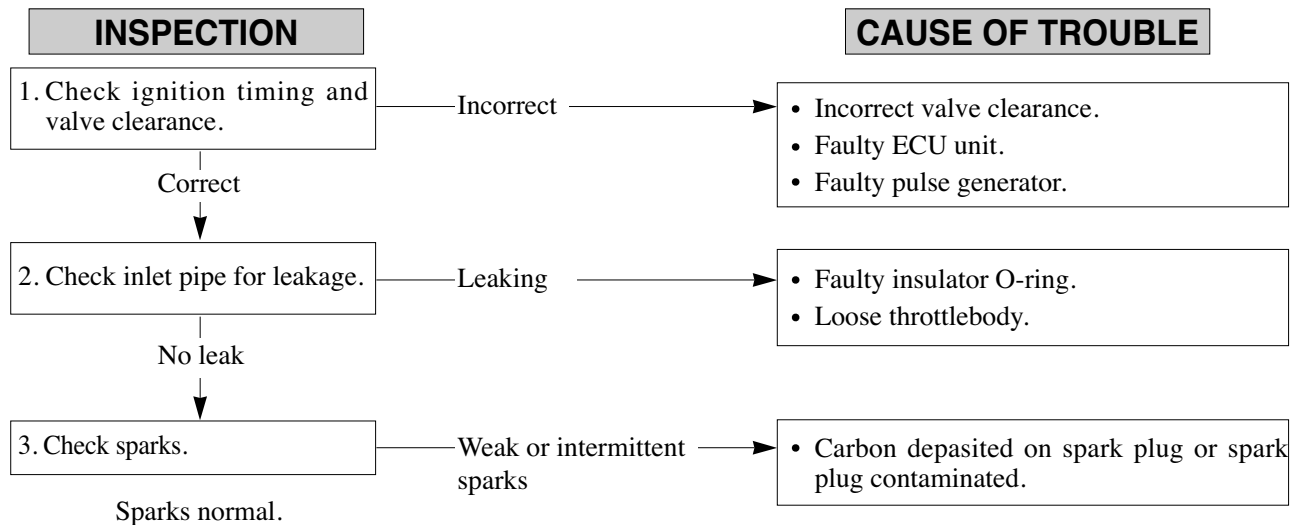 INSPECTION
CAUSE OF TROUBLE
1. Check ignition timing and
valve clearance.
Incorrect
• Incorrect valve clearance.
• Faulty ECU unit.
• Faulty pulse generator.
Correct
2. Check inlet pipe for leakage.
Leaking
• Faulty insulator O-ring.
• Loose throttlebody.
No leak
3. Check sparks.
Weak or intermittent
sparks
• Carbon depasited on spark plug or spark
plug contaminated.
Sparks normal.